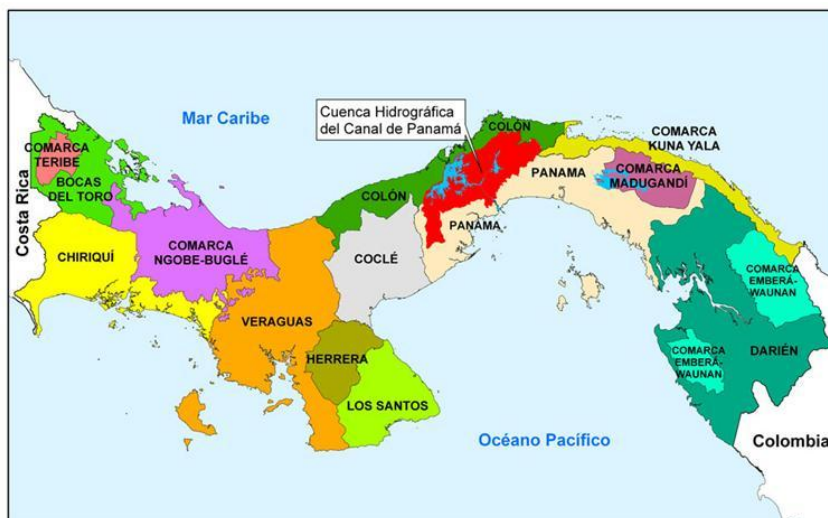 Costa Rica
Mar Caribe
Cuenca Hidrográfica
del Canal de Panamá
COLÓN
COMARCA
KUNA YALA
COMARCA
TERIBE
BOCAS
DEL TORO
COLÓN
PANAMA
COMARCA
MADUGANDÍ
CHIRIQUÍ
COMARCA
NGOBE-BUGLÉ
COCLÉ
PANAMA
COMARCA
EMBERÁ-
WAUNAN
VERAGUAS
HERRERA
LOS SANTOS
COMARCA
EMBERÁ-
WAUNAN
DARIÉN
Océano Pacífico
Colombia